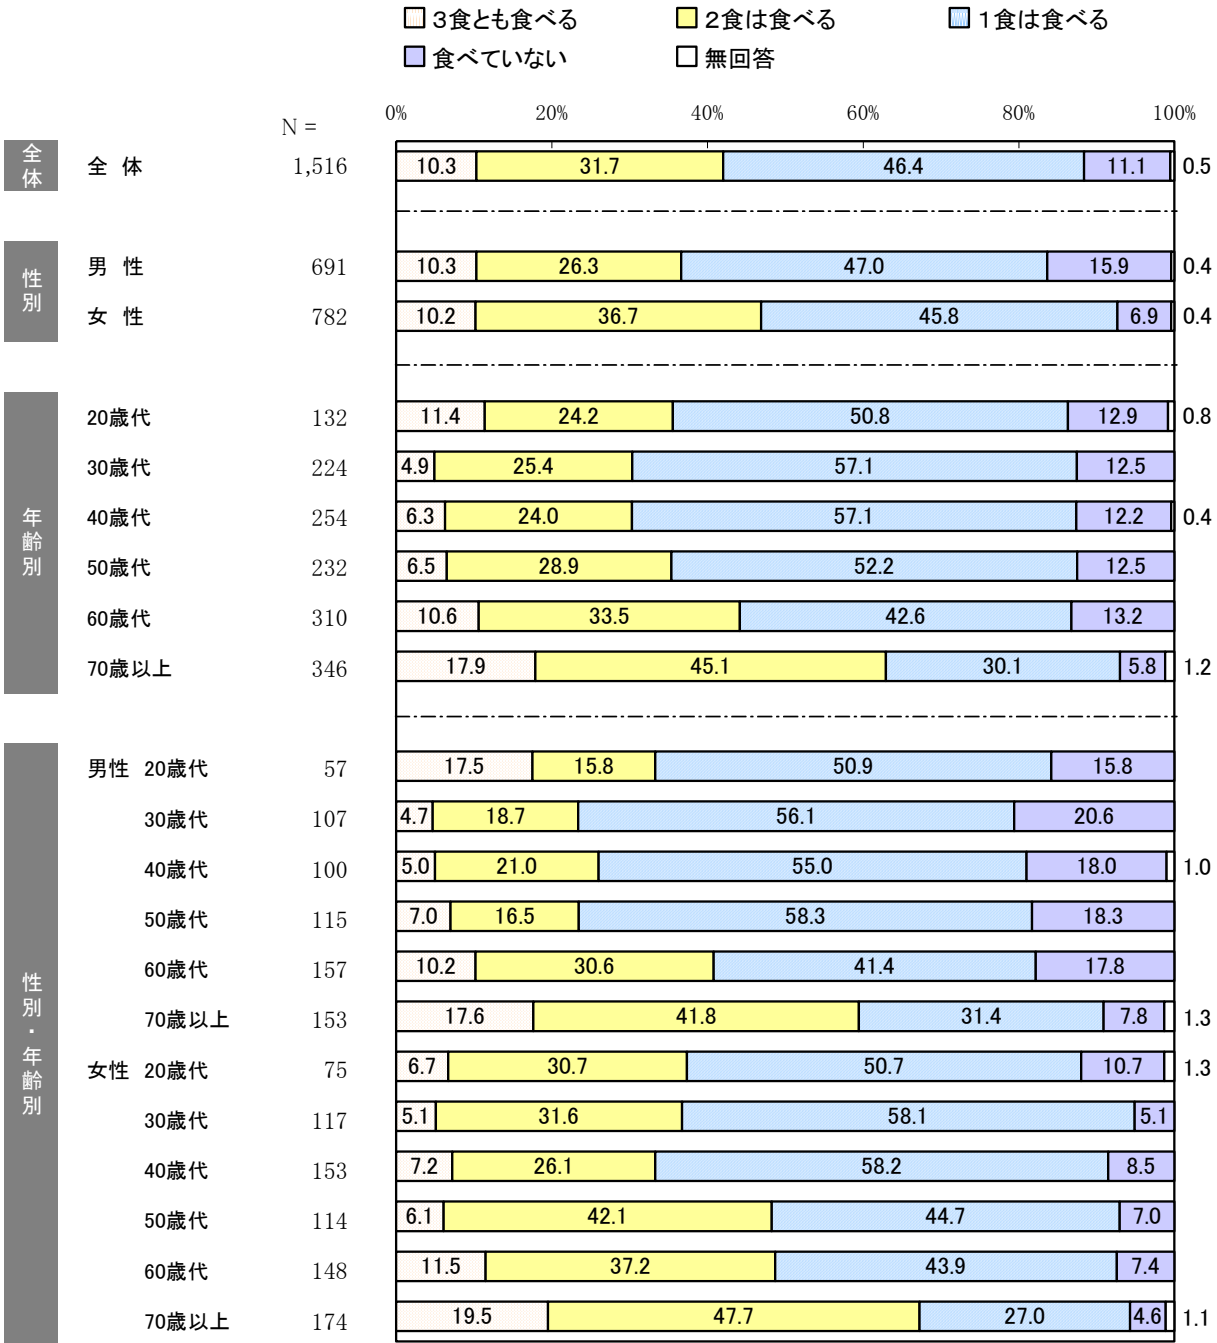 ３食とも食べる ２食は食べる １食は食べる
食べていない 無回答
N = 0% 20% 40% 60% 80% 100%
全体
全 体 1,516 10.3 31.7 46.4 11.1 0.5
性別
男 性 691 10.3 26.3 47.0 15.9 0.4
女 性 782 10.2 36.7 45.8 6.9 0.4
年齢別
20歳代 132 11.4 24.2 50.8 12.9 0.8
30歳代 224 4.9 25.4 57.1 12.5
40歳代 254 6.3 24.0 57.1 12.2 0.4
50歳代 232 6.5 28.9 52.2 12.5
60歳代 310 10.6 33.5 42.6 13.2
70歳以上 346 17.9 45.1 30.1 5.8 1.2
性別・年齢別
男性 20歳代 57 17.5 15.8 50.9 15.8
30歳代 107 4.7 18.7 56.1 20.6
40歳代 100 5.0 21.0 55.0 18.0 1.0
50歳代 115 7.0 16.5 58.3 18.3
60歳代 157 10.2 30.6 41.4 17.8
70歳以上 153 17.6 41.8 31.4 7.8 1.3
女性 20歳代 75 6.7 30.7 50.7 10.7 1.3
30歳代 117 5.1 31.6 58.1 5.1
40歳代 153 7.2 26.1 58.2 8.5
50歳代 114 6.1 42.1 44.7 7.0
60歳代 148 11.5 37.2 43.9 7.4
70歳以上 174 19.5 47.7 27.0 4.6 1.1